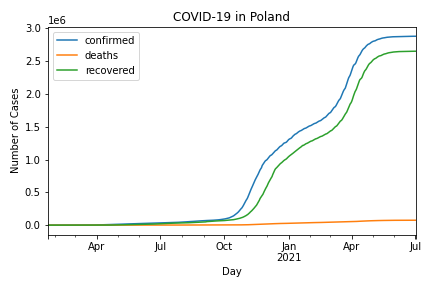 COVID-19 in Poland
1e6
3.0
2.5
2.0
1.5
1.0
0.5
0.0
Number of Cases
confirmed
deaths
recovered
Apr Jul Oct Jan Apr Jul
2021
Day